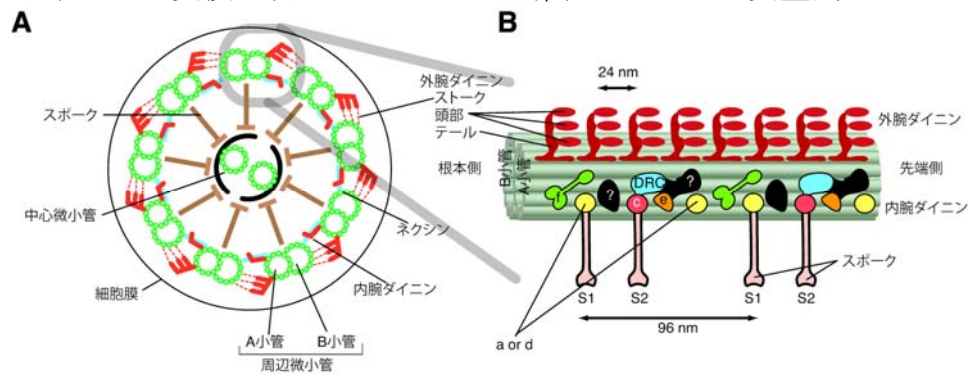 A
スポーク
中心微小管
細胞膜
A小管
B小管
周辺微小管
内腕ダイニン
ネクシン
外腕ダイニン
ストーク
頭部
テール
B
24 nm
外腕ダイニン
根本側
B小管
A小管
先端側
DRC
?
?
f
c
e
内腕ダイニン
スポーク
S1
S2
S1
S2
96 nm
a or d